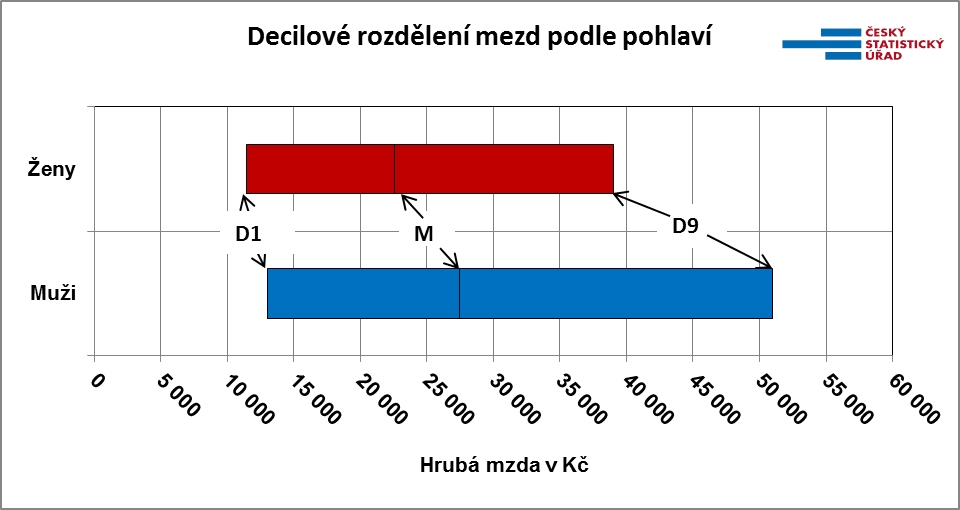 Decilové rozdělení mezd podle pohlaví
ČESKÝ
STATISTICKÝ
ÚŘAD
Ženy
D1
M
D9
Muži
0
5 000
10 000
15 000
20 000
25 000
30 000
35 000
40 000
45 000
50 000
55 000
60 000
Hrubá mzda v Kč